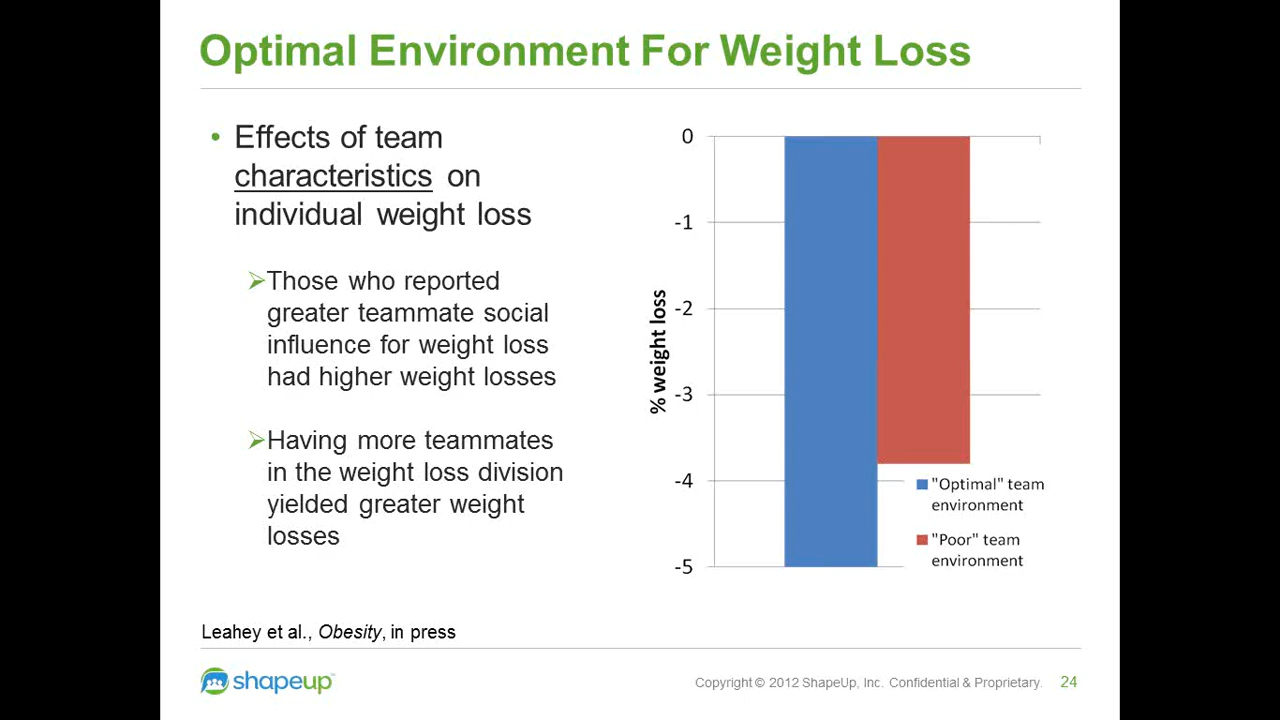 Optimal Environment For Weight Loss
• Effects of team
characteristics on
individual weight loss
➢Those who reported
greater teammate social
influence for weight loss
had higher weight losses
➢Having more teammates
in the weight loss division
yielded greater weight
losses
0
-1
-2
-3
-4
-5
% weight loss
"Optimal" team
environment
"Poor" team
environment
Leahey et al., Obesity, in press
shapeup™
Copyright © 2012 ShapeUp, Inc. Confidential & Proprietary.
24